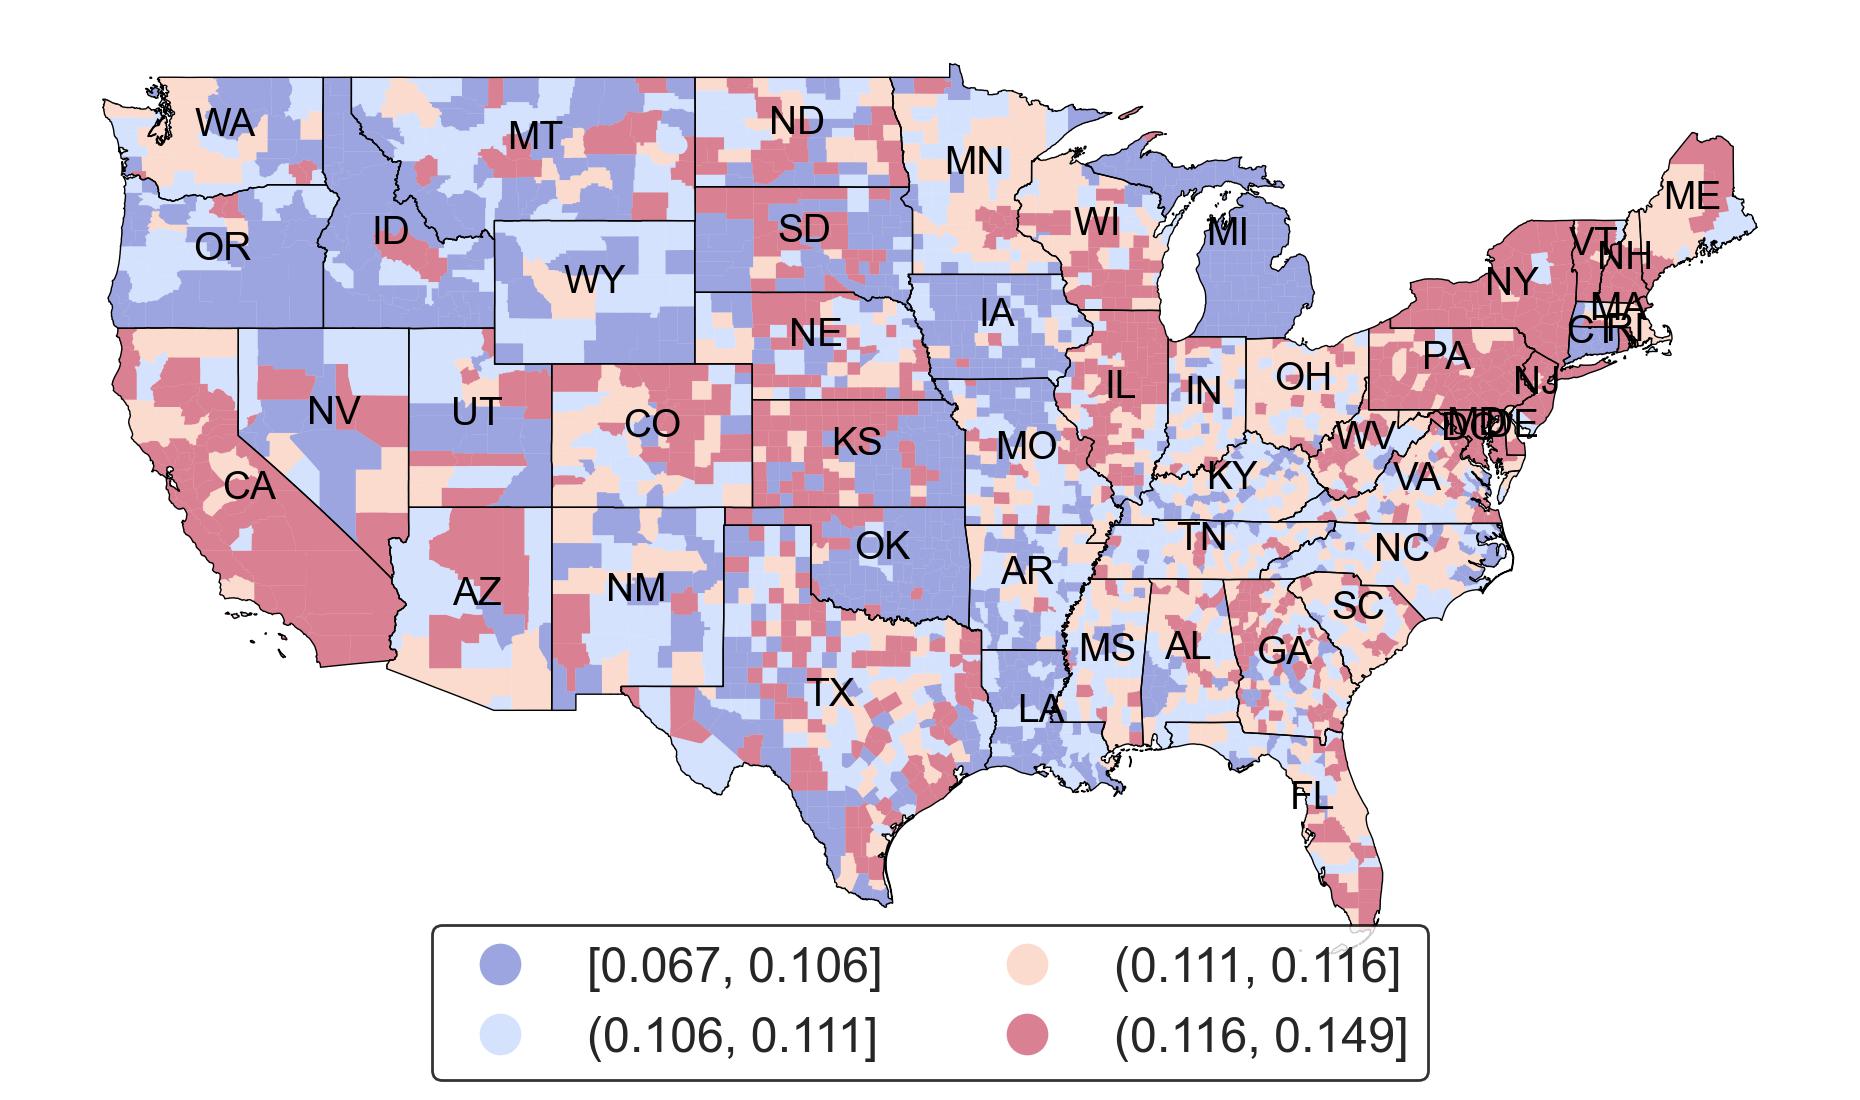 WA
MT
ND
MN
ME
OR
ID
SD
WI
MI
VT
NH
WY
NY
IA
MA
NE
CT
RI
PA
NV
UT
CO
KS
IL
IN
OH
NJ
MO
MD
DC
DE
WV
CA
KY
VA
OK
TN
NC
AZ
NM
AR
SC
MS
AL
GA
TX
LA
FL
[0.067, 0.106]
(0.111, 0.116]
(0.106, 0.111]
(0.116, 0.149]